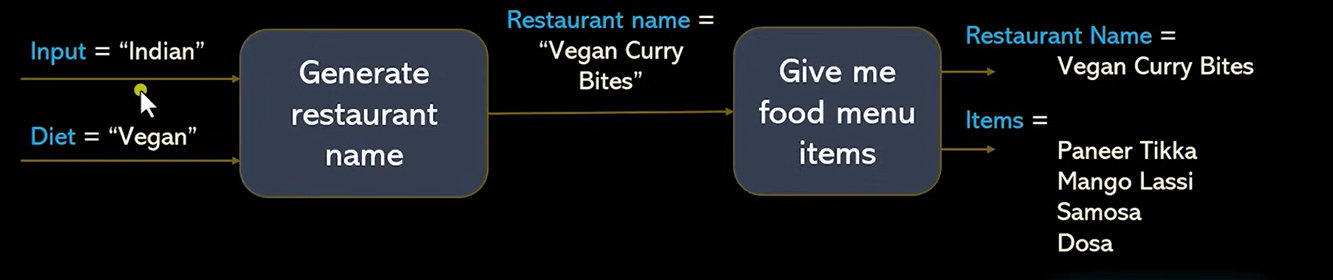 Input = “Indian”
Diet = “Vegan”
Generate
restaurant
name
Restaurant name =
“Vegan Curry
Bites”
Give me
food menu
items
Restaurant Name =
Vegan Curry Bites
Items =
Paneer Tikka
Mango Lassi
Samosa
Dosa